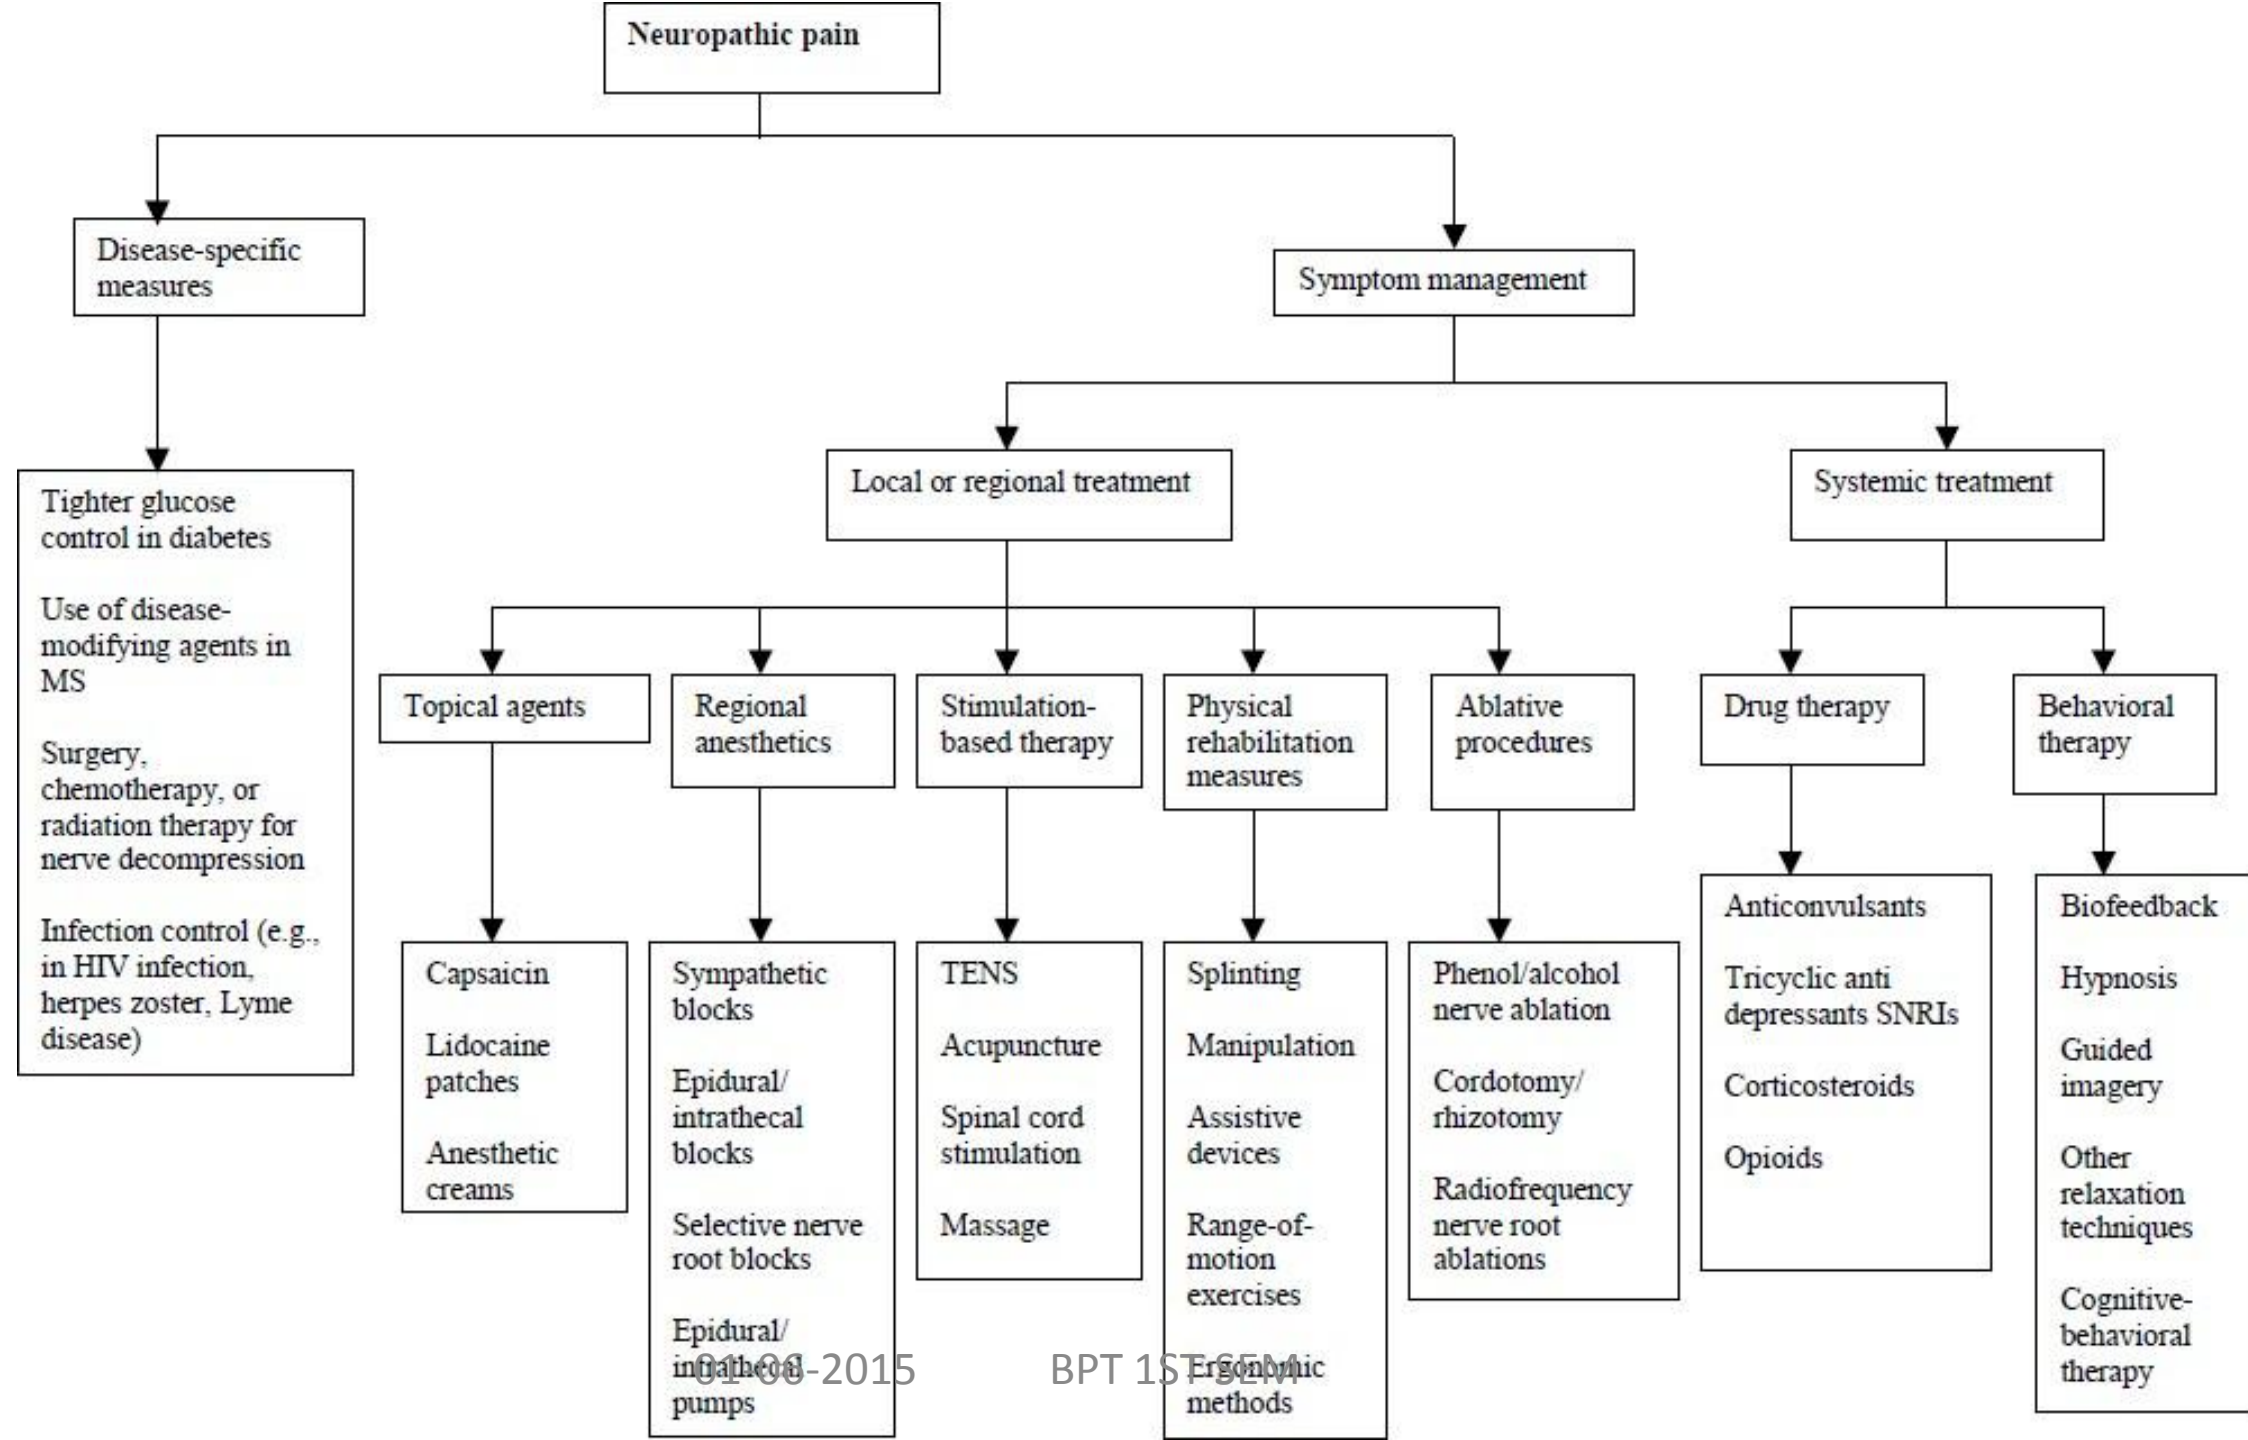 Neuropathic pain
Disease-specific
measures
Symptom management
Local or regional treatment
Systemic treatment
Tighter glucose
control in diabetes
Use of disease-
modifying agents in
MS
Surgery,
chemotherapy, or
radiation therapy for
nerve decompression
Infection control (e.g.,
in HIV infection,
herpes zoster, Lyme
disease)
Topical agents
Regional
anesthetics
Stimulation-
based therapy
Physical
rehabilitation
measures
Ablative
procedures
Drug therapy
Behavioral
therapy
Capsaicin
Lidocaine
patches
Anesthetic
creams
Sympathetic
blocks
Epidural/
intrathecal
blocks
Selective nerve
root blocks
Epidural/
intrathecal
pumps
TENS
Acupuncture
Spinal cord
stimulation
Massage
Splinting
Manipulation
Assistive
devices
Range-of-
motion
exercises
Ergonomic
methods
Phenol/alcohol
nerve ablation
Cordotomy/
rhizotomy
Radiofrequency
nerve root
ablations
Anticonvulsants
Tricyclic anti
depressants SNRIs
Corticosteroids
Opioids
Biofeedback
Hypnosis
Guided
imagery
Other
relaxation
techniques
Cognitive-
behavioral
therapy
01-06-2015
BPT 1ST SEM